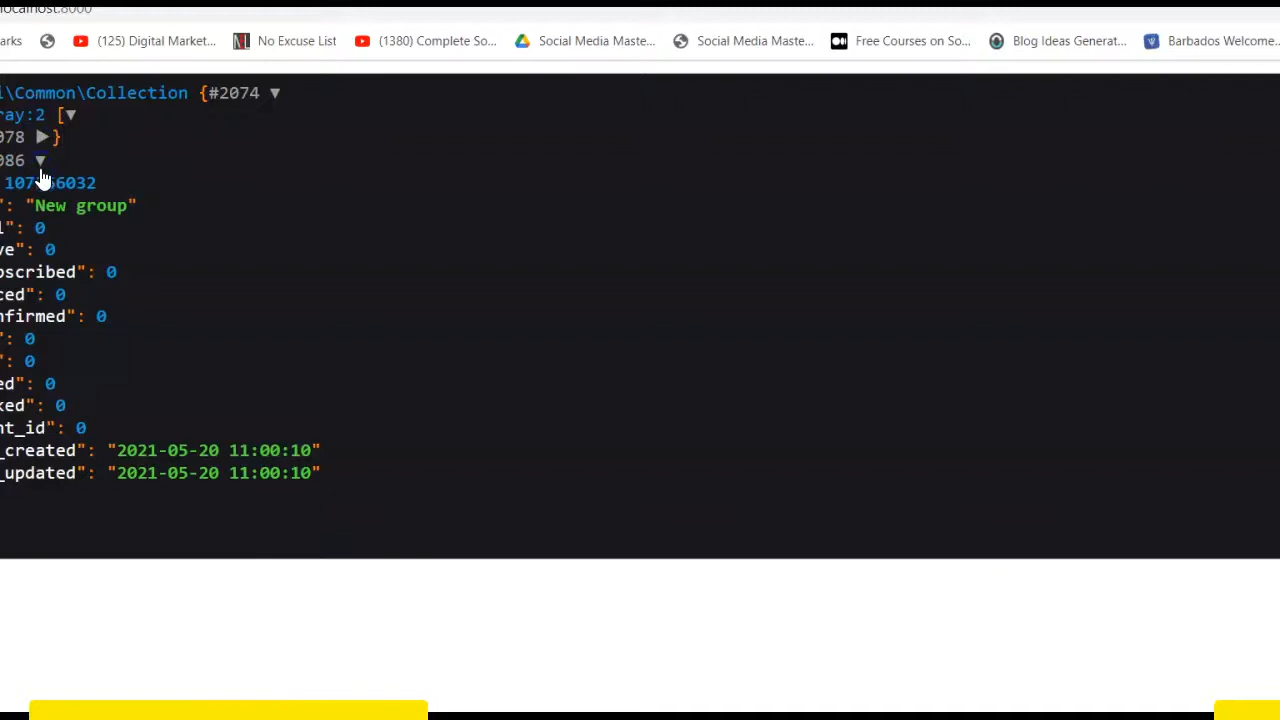 localhost:8000
arks (125) Digital Market... No Excuse List (1380) Complete So... Social Media Maste... Social Media Maste... Free Courses on So... Blog Ideas Generat... Barbados Welcome...
i\Common\Collection {#2074 ▼
ray:2 [▼
078 ▶}
086 ▼
6032
": "New group"
l": 0
ve": 0
bscribed": 0
ced": 0
nfirmed": 0
": 0
": 0
ed": 0
ked": 0
nt_id": 0
_created": "2021-05-20 11:00:10"
_updated": "2021-05-20 11:00:10"